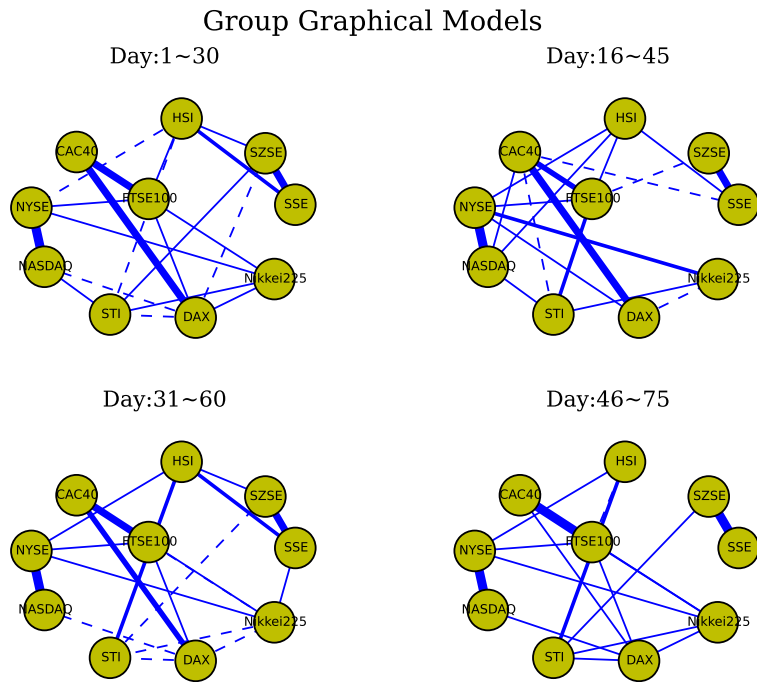 Group Graphical Models
Day:1~30
HSI
CAC40
SZSE
FTSE100
NYSE
SSE
NASDAQ
Nikkei225
STI
DAX
Day:16~45
HSI
CAC40
SZSE
FTSE100
NYSE
SSE
NASDAQ
Nikkei225
STI
DAX
Day:31~60
HSI
CAC40
SZSE
FTSE100
NYSE
SSE
NASDAQ
Nikkei225
STI
DAX
Day:46~75
HSI
CAC40
SZSE
FTSE100
NYSE
SSE
NASDAQ
Nikkei225
STI
DAX